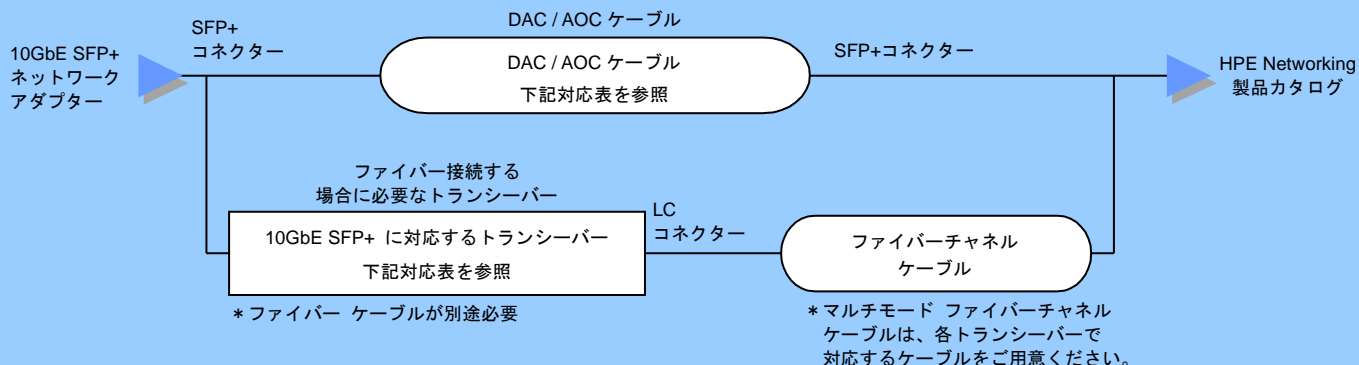 DAC / AOC ケーブル
SFP+
コネクター
10GbE SFP+
ネットワーク
アダプター
DAC / AOC ケーブル
下記対応表を参照
SFP+コネクター
HPE Networking
製品カタログ
ファイバー接続する
場合に必要なトランシーバー
10GbE SFP+ に対応するトランシーバー
下記対応表を参照
LC
コネクター
ファイバーチャネル
ケーブル
*ファイバー ケーブルが別途必要
*マルチモード ファイバーチャネル
ケーブルは、各トランシーバーで
対応するケーブルをご用意ください。